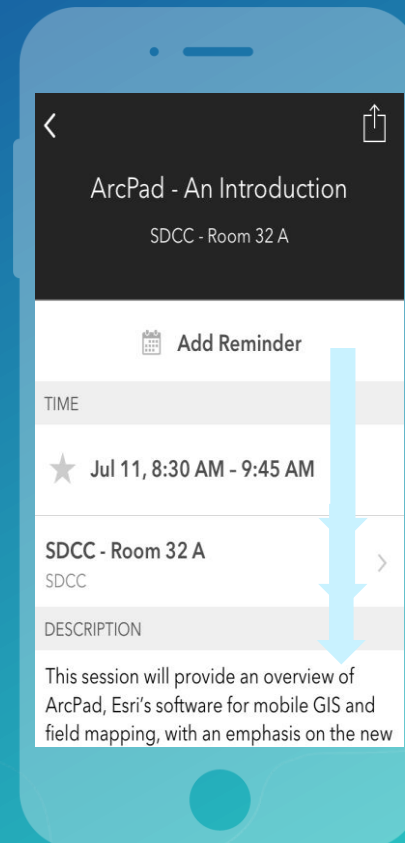 ArcPad - An Introduction
SDCC - Room 32 A
Add Reminder
TIME
Jul 11, 8:30 AM - 9:45 AM
SDCC - Room 32 A
SDCC
DESCRIPTION
This session will provide an overview of
ArcPad, Esri's software for mobile GIS and
field mapping, with an emphasis on the new